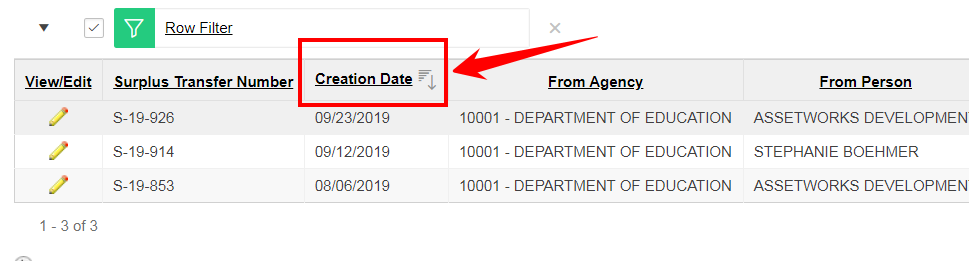 Row Filter
View/Edit Surplus Transfer Number Creation Date From Agency From Person
S-19-926 09/23/2019 10001 - DEPARTMENT OF EDUCATION ASSETWORKS DEVELOPMEN
S-19-914 09/12/2019 10001 - DEPARTMENT OF EDUCATION STEPHANIE BOEHMER
S-19-853 08/06/2019 10001 - DEPARTMENT OF EDUCATION ASSETWORKS DEVELOPMEN
1 - 3 of 3